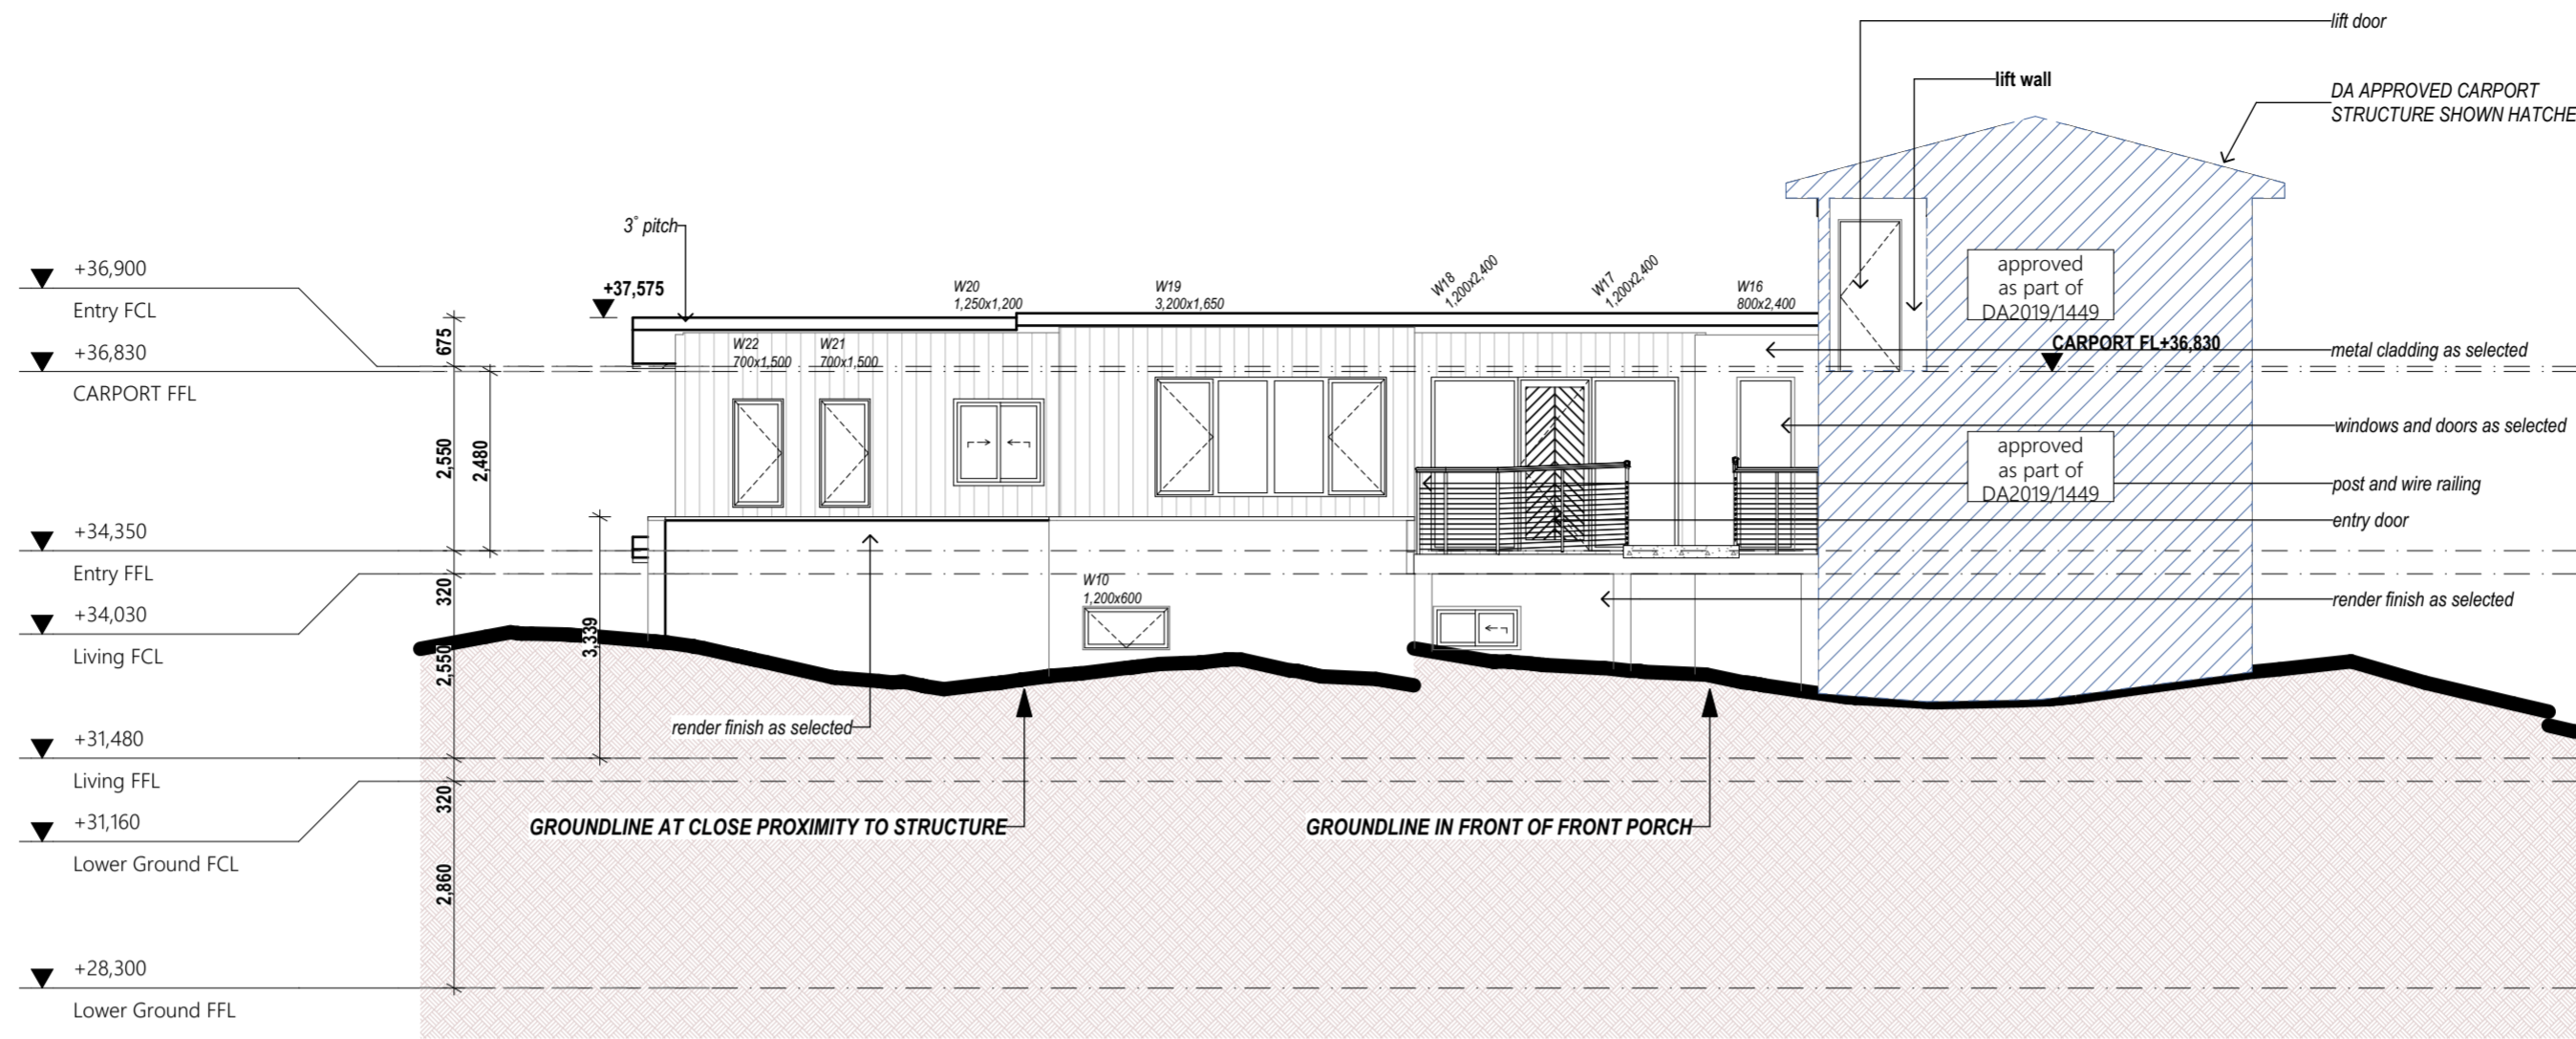 lift door
lift wall
DA APPROVED CARPORT
STRUCTURE SHOWN HATCHE
3° pitch
+36,900
Entry FCL
+36,830
CARPORT FFL
+34,350
Entry FFL
+34,030
Living FCL
+31,480
Living FFL
+31,160
Lower Ground FCL
+28,300
Lower Ground FFL
675
2,550
2,480
320
2,550
3,339
320
2,860
+37,575
W20
1,250x1,200
W19
3,200x1,650
W18
1,200x2,400
W17
1,200x2,400
W16
800x2,400
W22
700x1,500
W21
700x1,500
W10
1,200x600
approved
as part of
DA2019/1449
CARPORT FL+36,830
approved
as part of
DA2019/1449
metal cladding as selected
windows and doors as selected
post and wire railing
entry door
render finish as selected
render finish as selected
GROUNDLINE AT CLOSE PROXIMITY TO STRUCTURE
GROUNDLINE IN FRONT OF FRONT PORCH